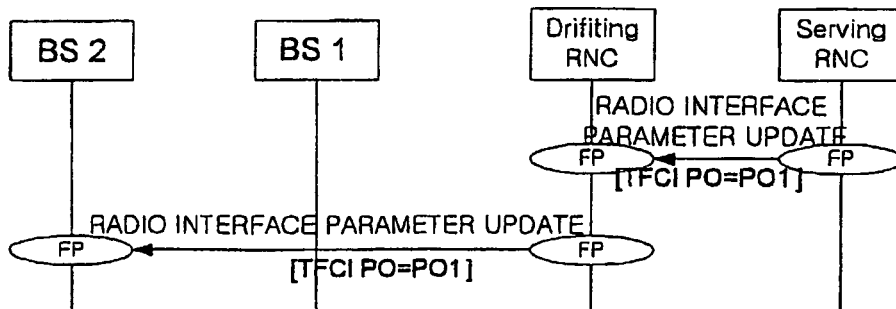 BS 2
BS 1
Drifiting
RNC
Serving
RNC
RADIO INTERFACE
PARAMETER UPDATE
FP
FP
[TFCI PO=PO1]
RADIO INTERFACE PARAMETER UPDATE
FP
FP
[TFCI PO=PO1]